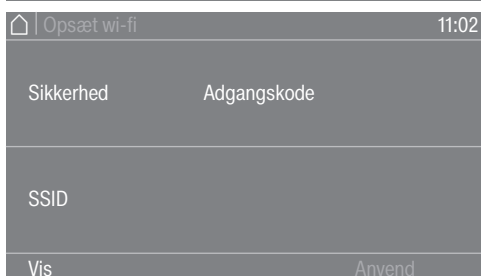 Opsæt wi-fi 11:02
Sikkerhed Adgangskode
SSID
Vis Anvend